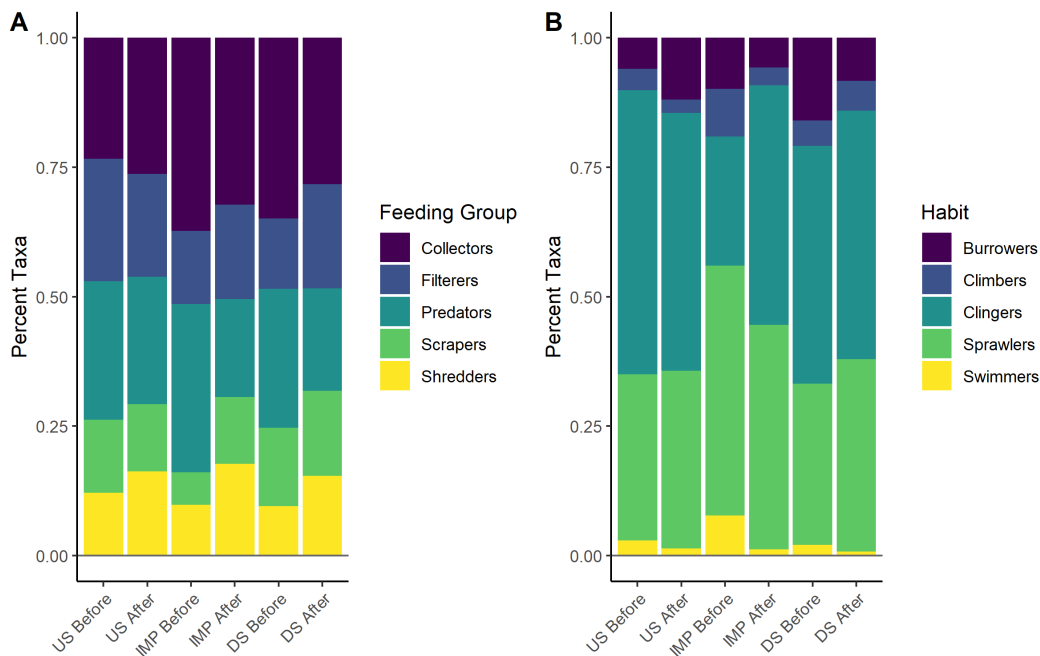 A
Percent Taxa
1.00
0.75
0.50
0.25
0.00
US Before
US After
IMP Before
IMP After
DS Before
DS After
Feeding Group
Collectors
Filterers
Predators
Scrapers
Shredders
B
Percent Taxa
1.00
0.75
0.50
0.25
0.00
US Before
US After
IMP Before
IMP After
DS Before
DS After
Habit
Burrowers
Climbers
Clingers
Sprawlers
Swimmers